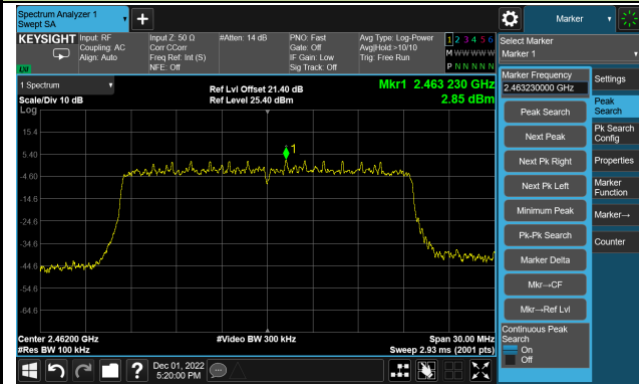 Spectrum Analyzer 1
Swept SA
Marker
KEYSIGHT
Input: RF
Coupling: AC
Align: Auto
Input Z: 50 Ω
Corr CCorr
Freq Ref: Int (S)
NFE: Off
#Atten: 14 dB
PNO: Fast
Gate: Off
IF Gain: Low
Sig Track: Off
Avg Type: Log-Power
Avg|Hold:>10/10
Trig: Free Run
1 2 3 4 5 6
M W W W W W
P N N N N N
Select Marker
Marker 1
1 Spectrum
Scale/Div 10 dB
Log
Ref Lvl Offset 21.40 dB
Ref Level 25.40 dBm
Mkr1 2.463 230 GHz
2.85 dBm
15.4
5.40
-4.60
-14.6
-24.6
-34.6
-44.6
-54.6
-64.6
1
Center 2.46200 GHz
#Res BW 100 kHz
#Video BW 300 kHz
Span 30.00 MHz
Sweep 2.93 ms (2001 pts)
Marker Frequency
2.463230000 GHz
Peak Search
Next Peak
Next Pk Right
Next Pk Left
Minimum Peak
Pk-Pk Search
Marker Delta
Mkr→CF
Mkr→Ref Lvl
Continuous Peak
Search
On
Off
Settings
Peak
Search
Pk Search
Config
Properties
Marker
Function
Marker→
Counter
Dec 01, 2022
5:20:00 PM